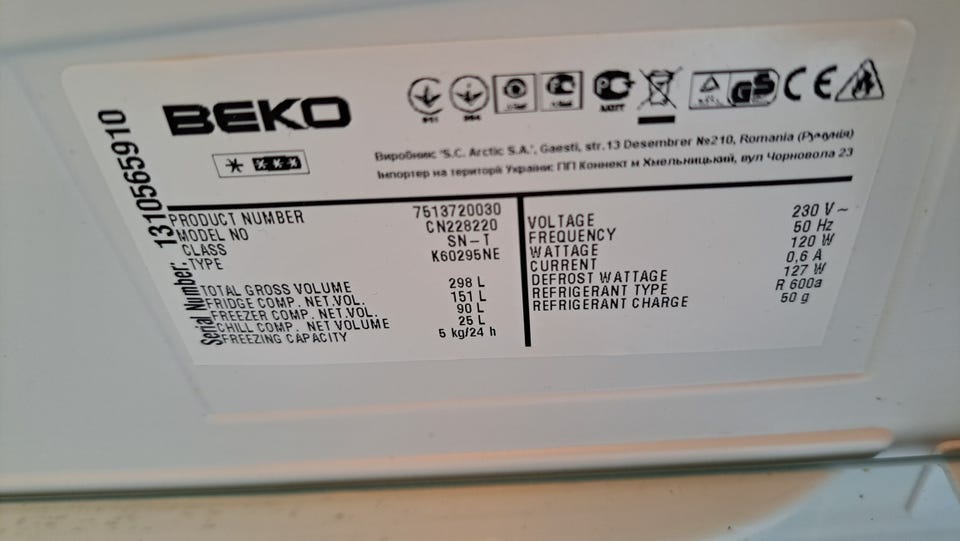 BEKO
GS CE
Виробник: "S.C. Arctic S.A.", Gaesti, str.13 Desembrer №210, Romania (Румунія)
Імпортер на території України: ПП Коннект м Хмельницький, вул Чорновола 23
Serial Number: 1310565910
PRODUCT NUMBER 7513720030
MODEL NO CN228220
CLASS SN-T
TYPE K60295NE
TOTAL GROSS VOLUME 298 L
FRIDGE COMP. NET.VOL. 151 L
FREEZER COMP. NET.VOL. 90 L
CHILL COMP. NET VOLUME 25 L
FREEZING CAPACITY 5 kg/24 h
VOLTAGE 230 V~
FREQUENCY 50 Hz
WATTAGE 120 W
CURRENT 0,6 A
DEFROST WATTAGE 127 W
REFRIGERANT TYPE R 600a
REFRIGERANT CHARGE 50 g